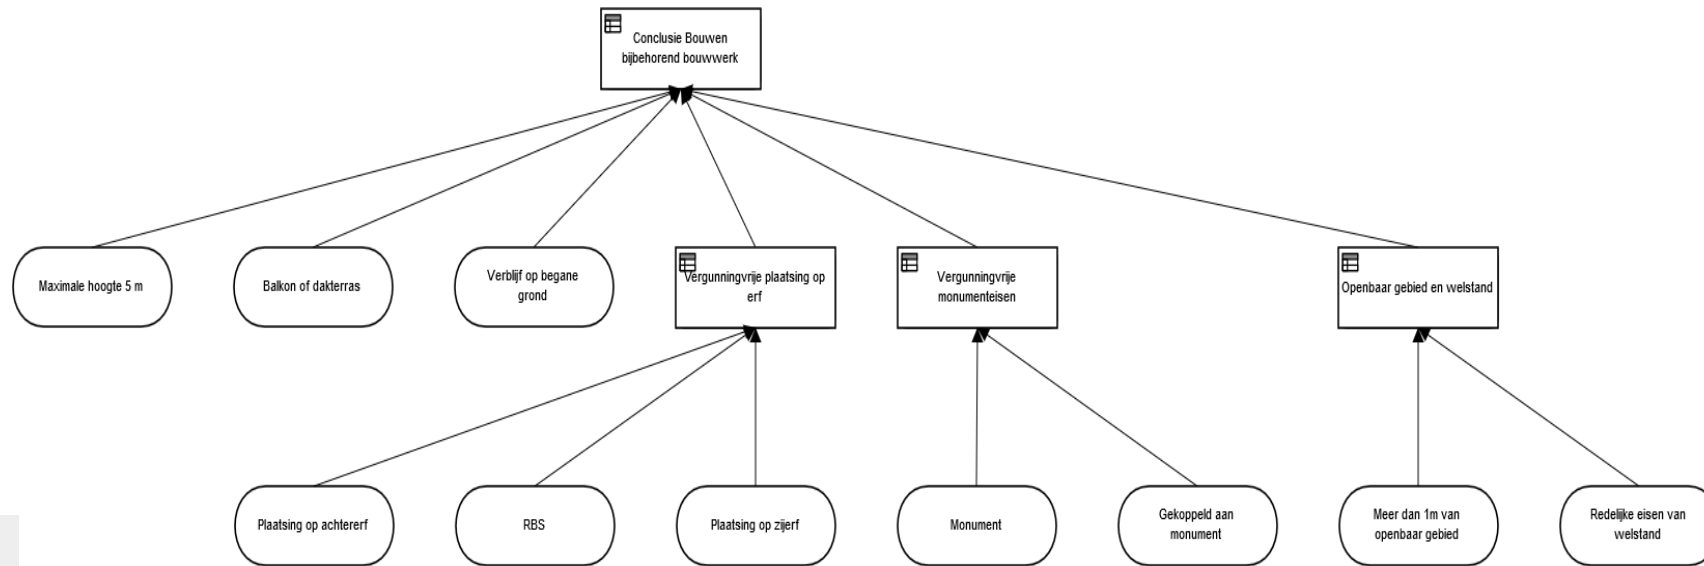 Conclusie Bouwen
bijbehorend bouwwerk
Maximale hoogte 5 m
Balkon of dakterras
Verblijf op begane
grond
Vergunningvrije plaatsing op
erf
Vergunningvrije
monumenteisen
Openbaar gebied en welstand
Plaatsing op achtererf
RBS
Plaatsing op zijerf
Monument
Gekoppeld aan
monument
Meer dan 1m van
openbaar gebied
Redelijke eisen van
welstand